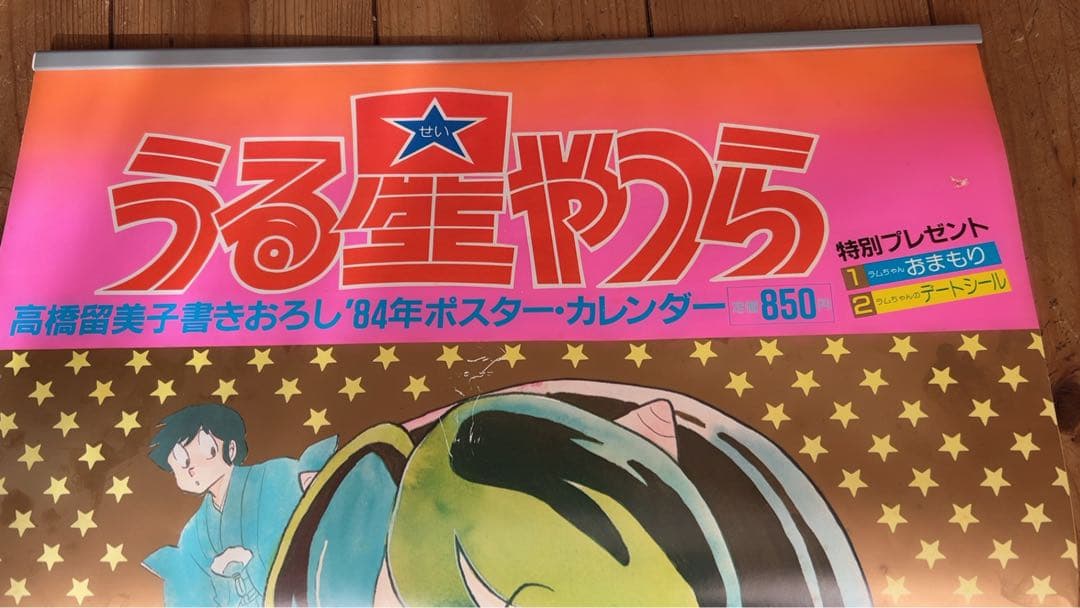 うる星やつら
せい
高橋留美子書きおろし'84年ポスター・カレンダー 定価850円
特別プレゼント
1 ラムちゃん おまもり
2 ラムちゃんのデートシール